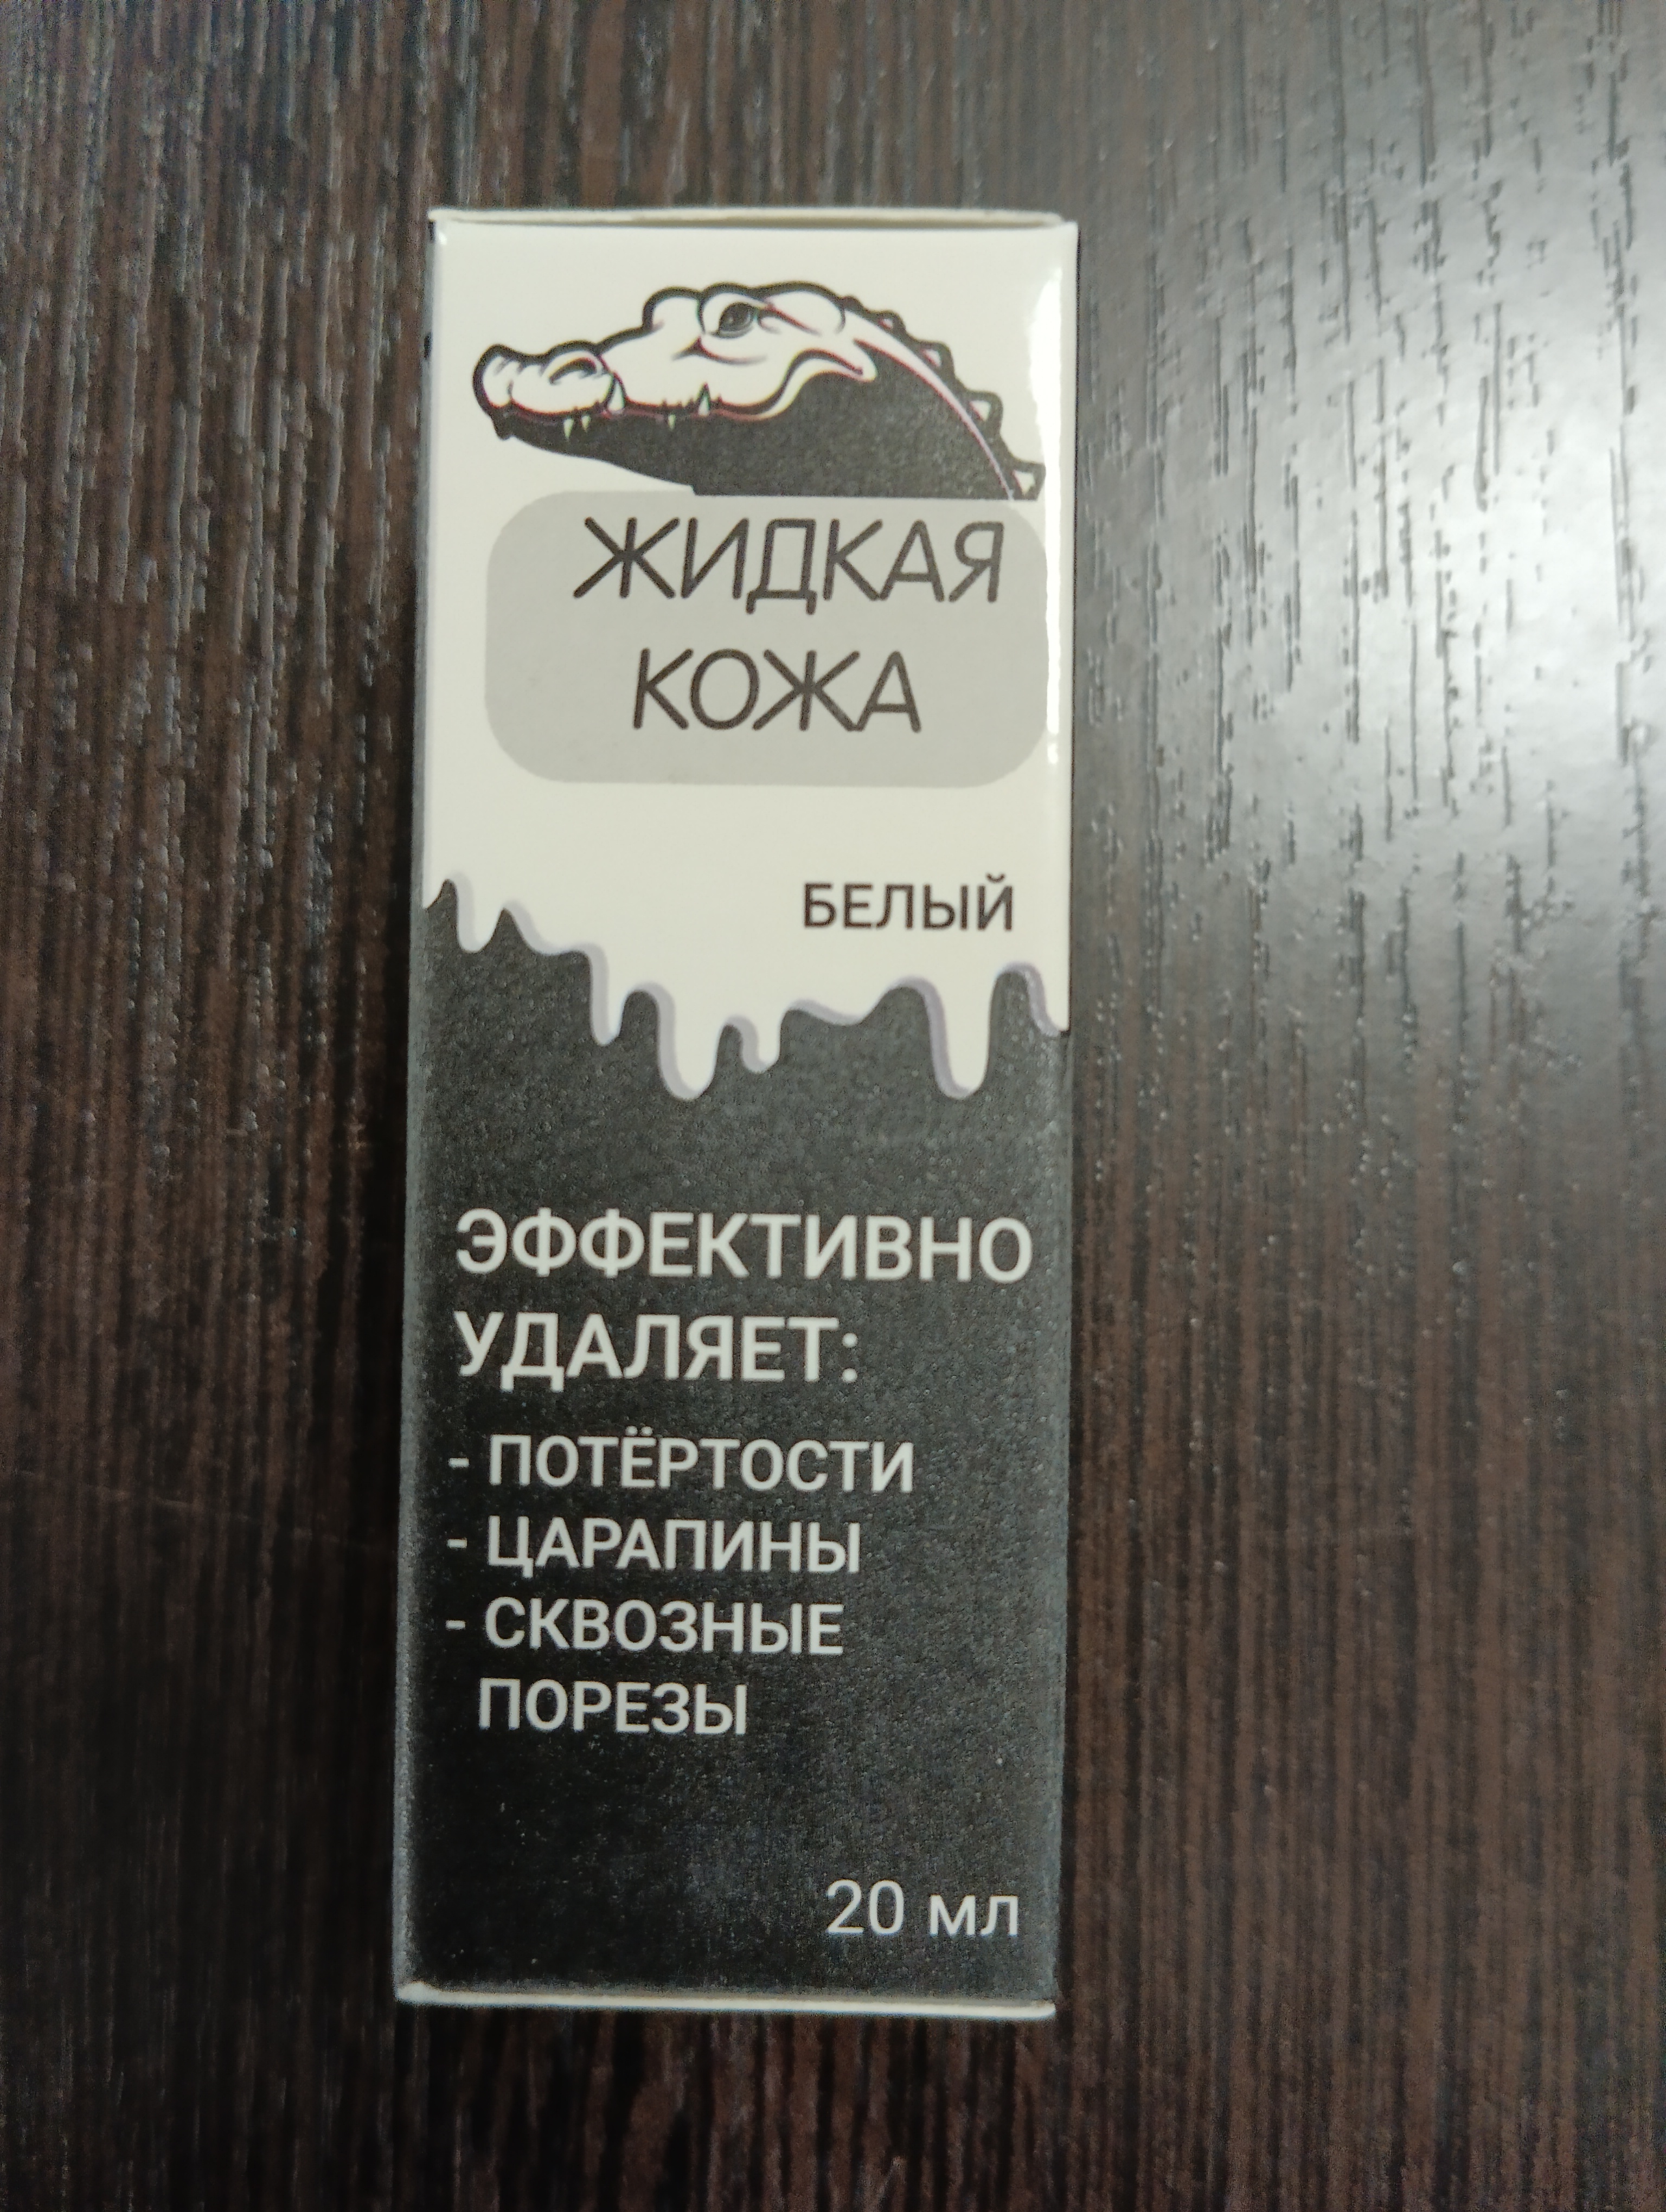 ЖИДКАЯ
КОЖА
БЕЛЫЙ
ЭФФЕКТИВНО
УДАЛЯЕТ:
- ПОТЁРТОСТИ
- ЦАРАПИНЫ
- СКВОЗНЫЕ
ПОРЕЗЫ
20 мл